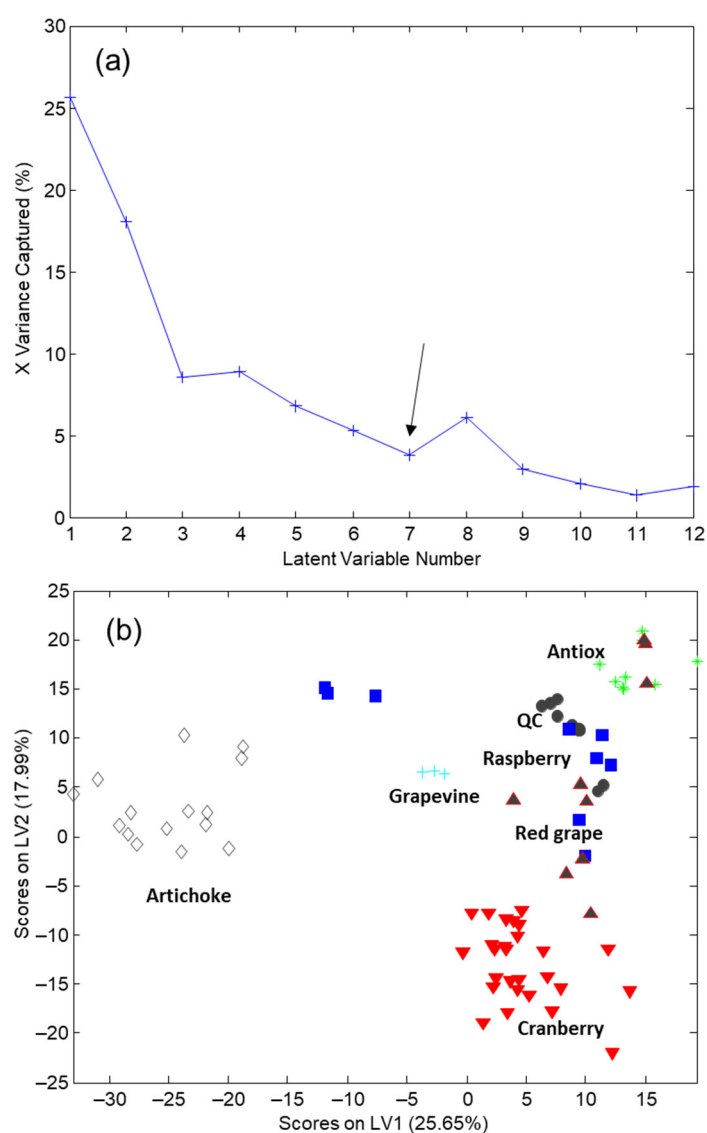 30
(a)
25
20
15
10
5
0
X Variance Captured (%)
1 2 3 4 5 6 7 8 9 10 11 12
Latent Variable Number
25
(b)
20
15
10
5
0
−5
−10
−15
−20
−25
Scores on LV2 (17.99%)
Antiox
QC
Raspberry
Grapevine
Red grape
Artichoke
Cranberry
−30 −25 −20 −15 −10 −5 0 5 10 15
Scores on LV1 (25.65%)